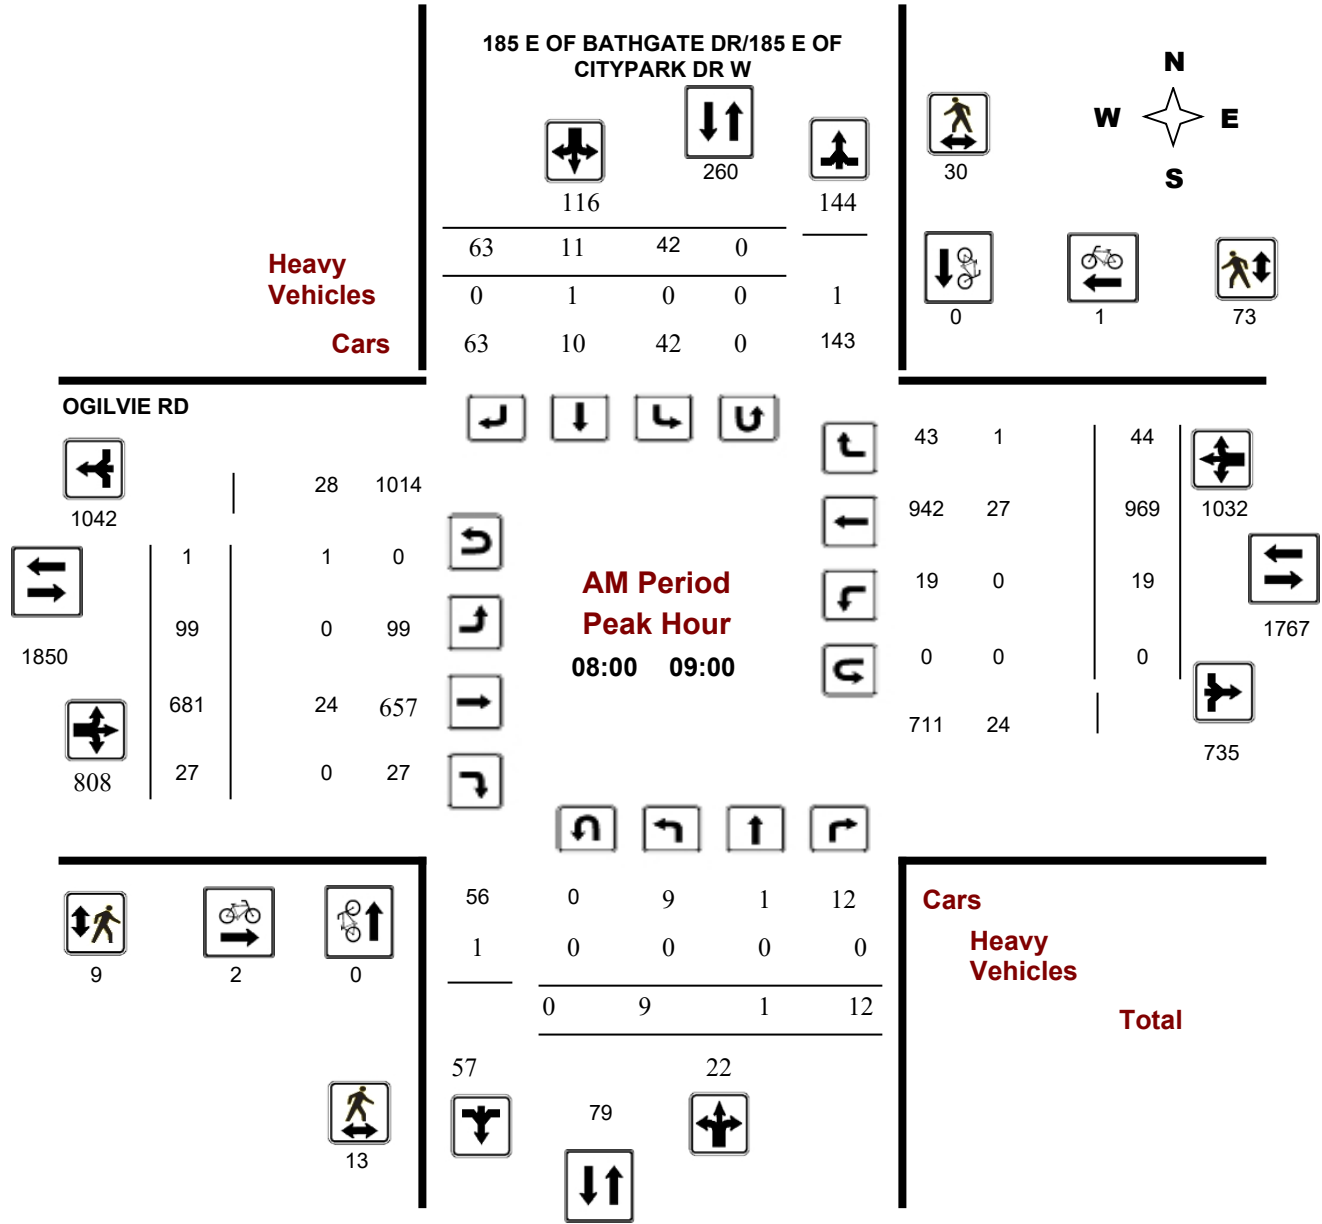 185 E OF BATHGATE DR/185 E OF
CITYPARK DR W
N
W E
S
260
30
116 144
63 11 42 0
Heavy
Vehicles
0 1 0 0 1
0 1 73
Cars
63 10 42 0 143
OGILVIE RD
43 1 44
28 1014
1042
942 27 969 1032
1 1 0
19 0 19
AM Period
Peak Hour
99 0 99
1767
1850
08:00 09:00
0 0 0
681 24 657
711 24
735
808
27 0 27
56 0 9 1 12
Cars
1 0 0 0 0
Heavy
Vehicles
9 2 0
0 9 1 12
Total
57 22
79
13